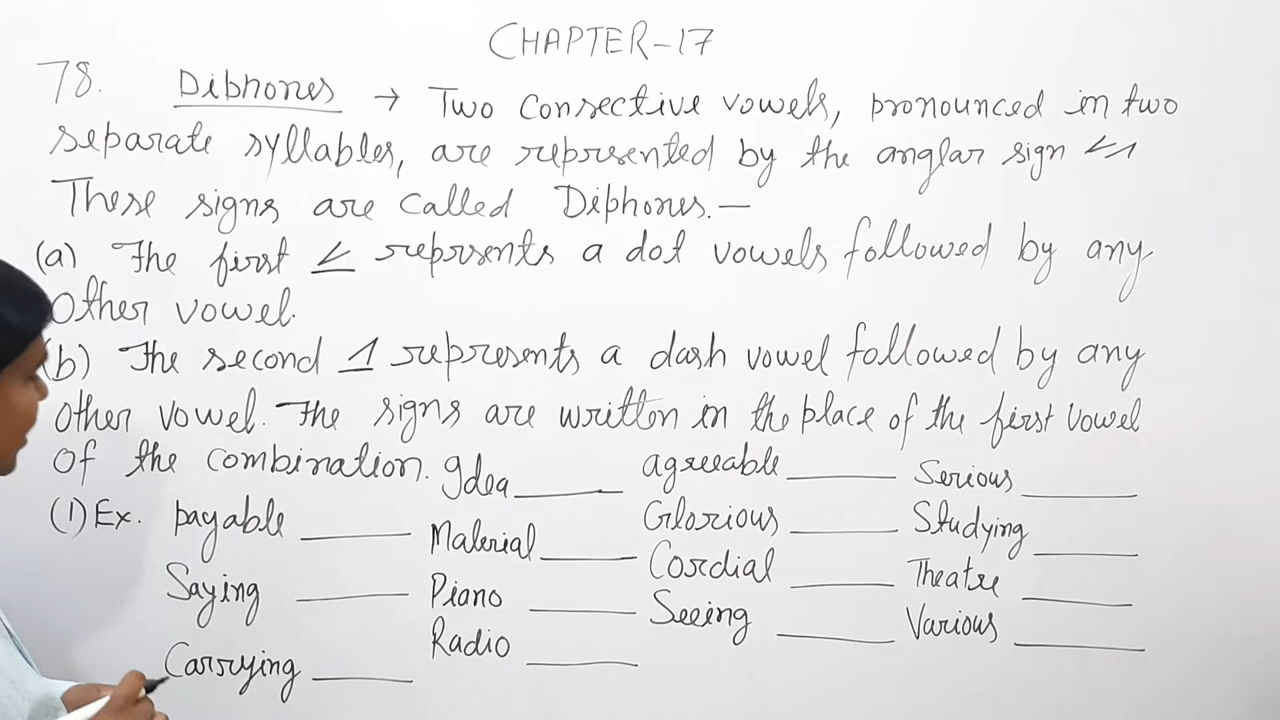 CHAPTER-17
78. Diphones → Two Consective vowels, pronounced in two
separate syllables, are represented by the anglar sign
These signs are called Diphones.—
(a) The first represents a dot vowels followed by any
Other vowel.
(b) The second represents a dash vowel followed by any
Other vowel. The signs are written in the place of the first vowel
Of the combination.
(1) Ex. payable
Saying
Carrying
Idea
Material
Piano
Radio
agreeable
Glorious
Cordial
Seeing
Serious
Studying
Theatre
Various